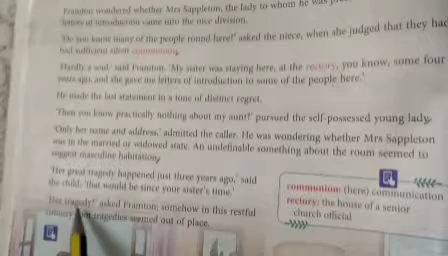 Framton wondered whether Mrs Sappleton, the lady to whom he was
letters of introduction came into the nice division.
'Do you know many of the people round here?' asked the niece, when she judged that they had
had sufficient silent communion.
'Hardly a soul,' said Framton. 'My sister was staying here, at the rectory, you know, some four
years ago, and she gave me letters of introduction to some of the people here.'
He made the last statement in a tone of distinct regret.
'Then you know practically nothing about my aunt?' pursued the self-possessed young lady.
'Only her name and address,' admitted the caller. He was wondering whether Mrs Sappleton
was in the married or widowed state. An undefinable something about the room seemed to
suggest masculine habitation.
'Her great tragedy happened just three years ago,' said
the child; 'that would be since your sister's time.'
'Her tragedy?' asked Framton; somehow in this restful
country spot tragedies seemed out of place.
communion: (here) communication
rectory: the house of a senior
church official